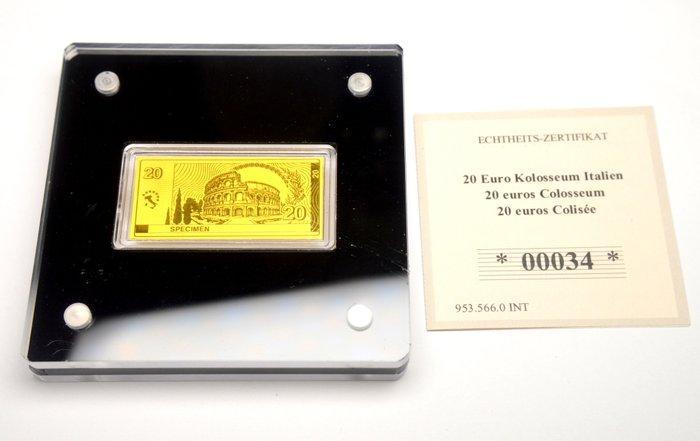 20
20
20
SPECIMEN
ECHTHEITS-ZERTIFIKAT
20 Euro Kolosseum Italien
20 euros Colosseum
20 euros Colisée
* 00034 *
953.566.0 INT